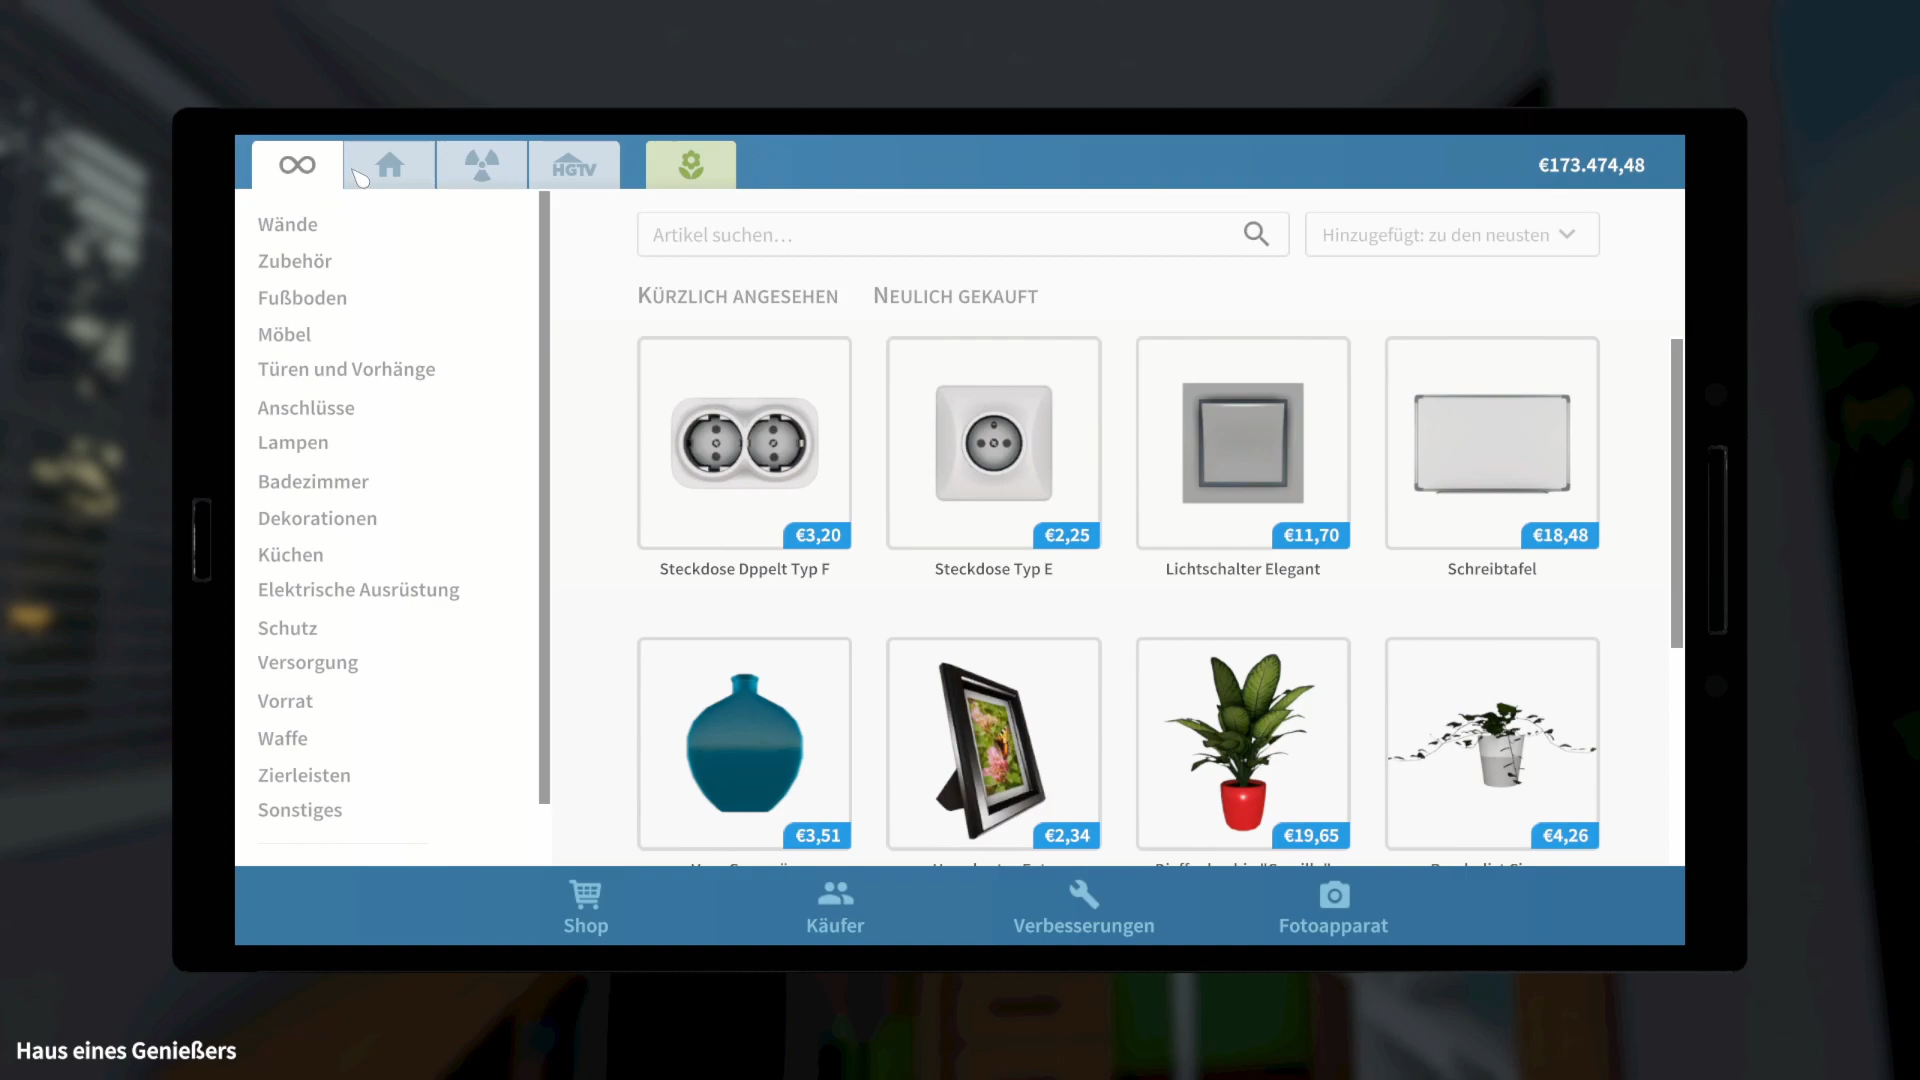 HGTV
€173.474,48
Wände
Zubehör
Fußboden
Möbel
Türen und Vorhänge
Anschlüsse
Lampen
Badezimmer
Dekorationen
Küchen
Elektrische Ausrüstung
Schutz
Versorgung
Vorrat
Waffe
Zierleisten
Sonstiges
Artikel suchen...
Hinzugefügt: zu den neusten
KÜRZLICH ANGESEHEN NEULICH GEKAUFT
€3,20 €2,25 €11,70 €18,48
Steckdose Dppelt Typ F Steckdose Typ E Lichtschalter Elegant Schreibtafel
€3,51 €2,34 €19,65 €4,26
Shop Käufer Verbesserungen Fotoapparat
Haus eines Genießers